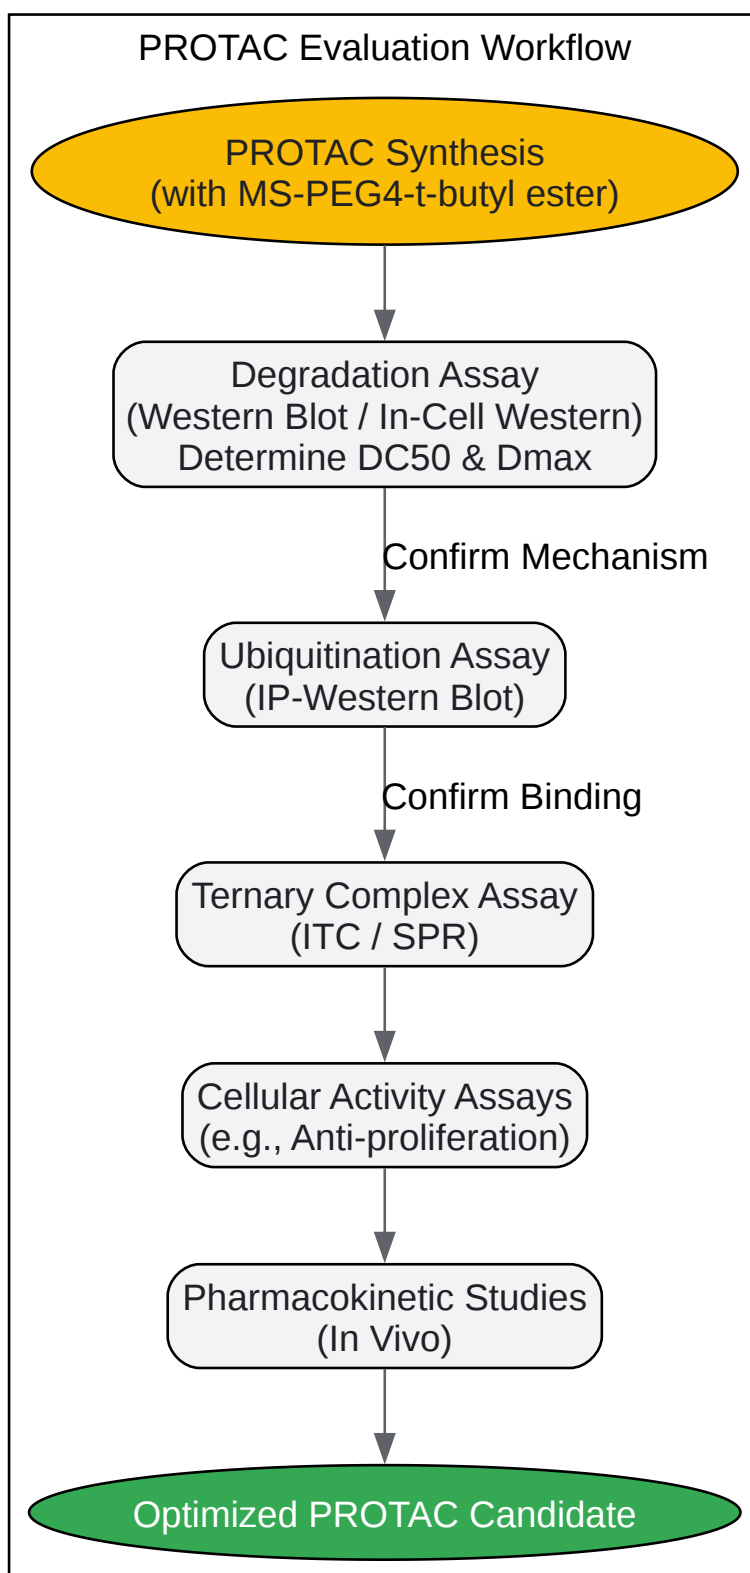 PROTAC Evaluation Workflow
PROTAC Synthesis
(with MS-PEG4-t-butyl ester)
Degradation Assay
(Western Blot / In-Cell Western)
Determine DC50 & Dmax
Confirm Mechanism
Ubiquitination Assay
(IP-Western Blot)
Confirm Binding
Ternary Complex Assay
(ITC / SPR)
Cellular Activity Assays
(e.g., Anti-proliferation)
Pharmacokinetic Studies
(In Vivo)
Optimized PROTAC Candidate